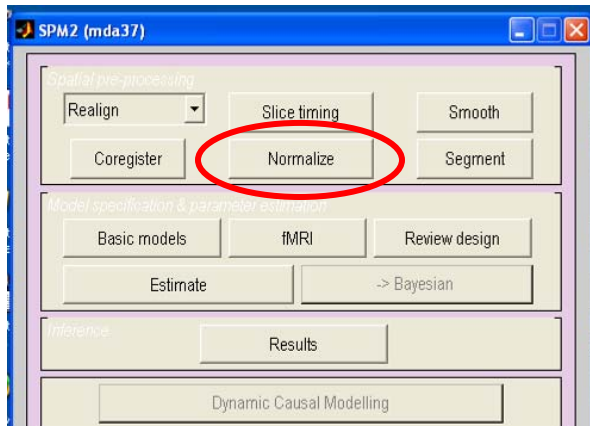 SPM2 (mda37)
Spatial pre-processing
Realign Slice timing Smooth
Coregister Normalize Segment
Model specification & parameter estimation
Basic models fMRI Review design
Estimate -> Bayesian
Inference
Results
Dynamic Causal Modelling